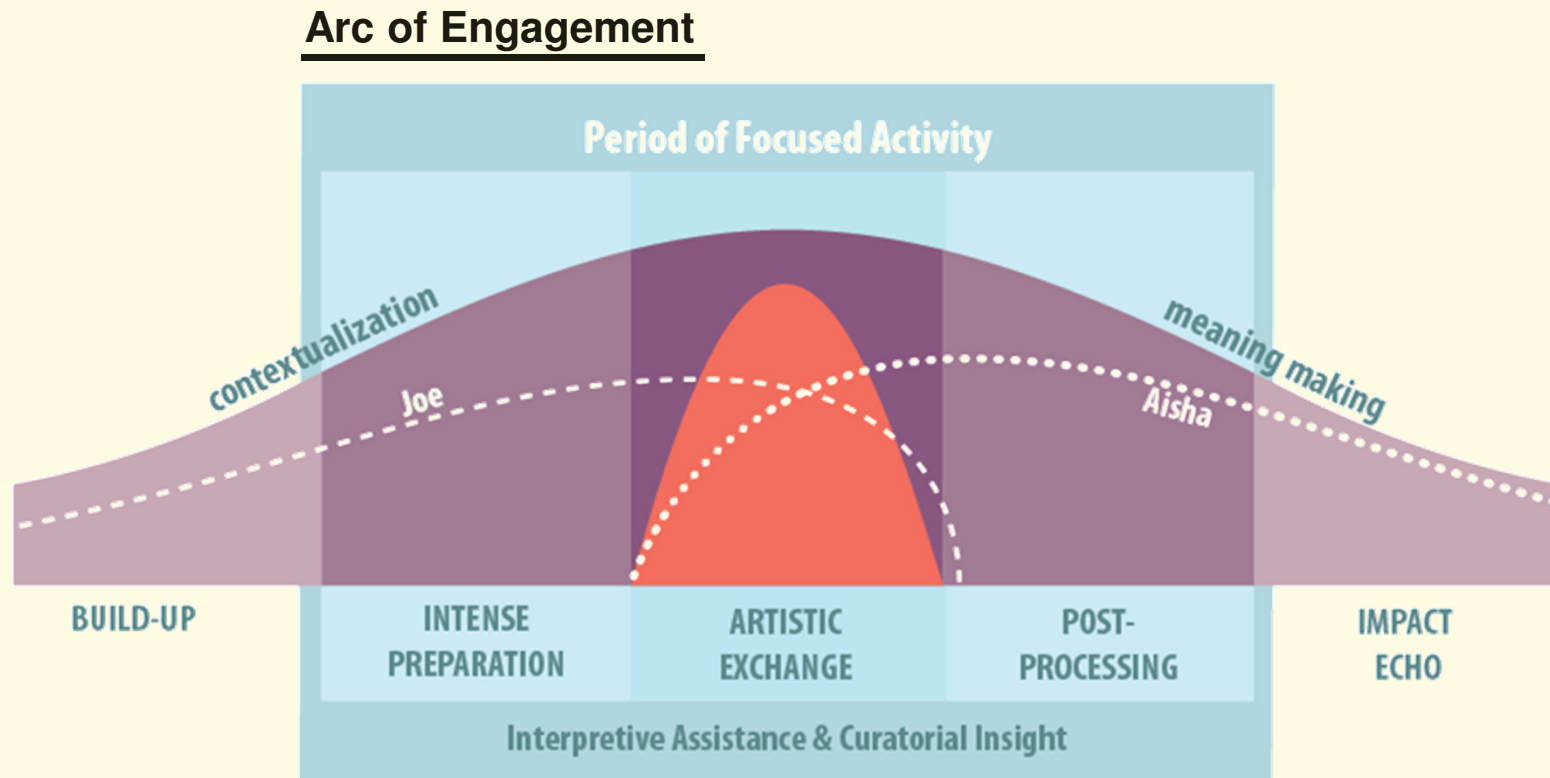 Arc of Engagement
Period of Focused Activity
contextualization
meaning making
Joe
Aisha
BUILD-UP
INTENSE
PREPARATION
ARTISTIC
EXCHANGE
POST-
PROCESSING
IMPACT
ECHO
Interpretive Assistance & Curatorial Insight